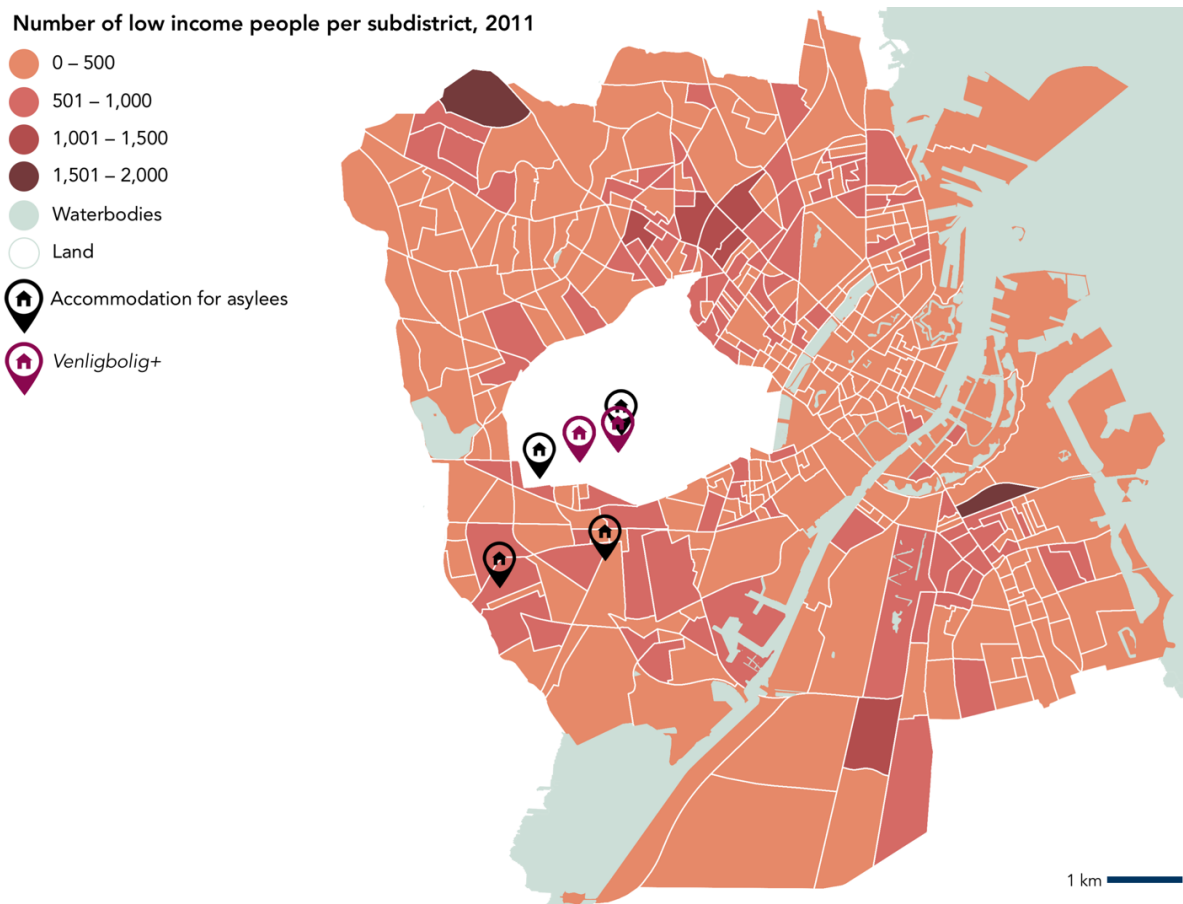 Number of low income people per subdistrict, 2011
0 – 500
501 – 1,000
1,001 – 1,500
1,501 – 2,000
Waterbodies
Land
Accommodation for asylees
Venligbolig+
1 km